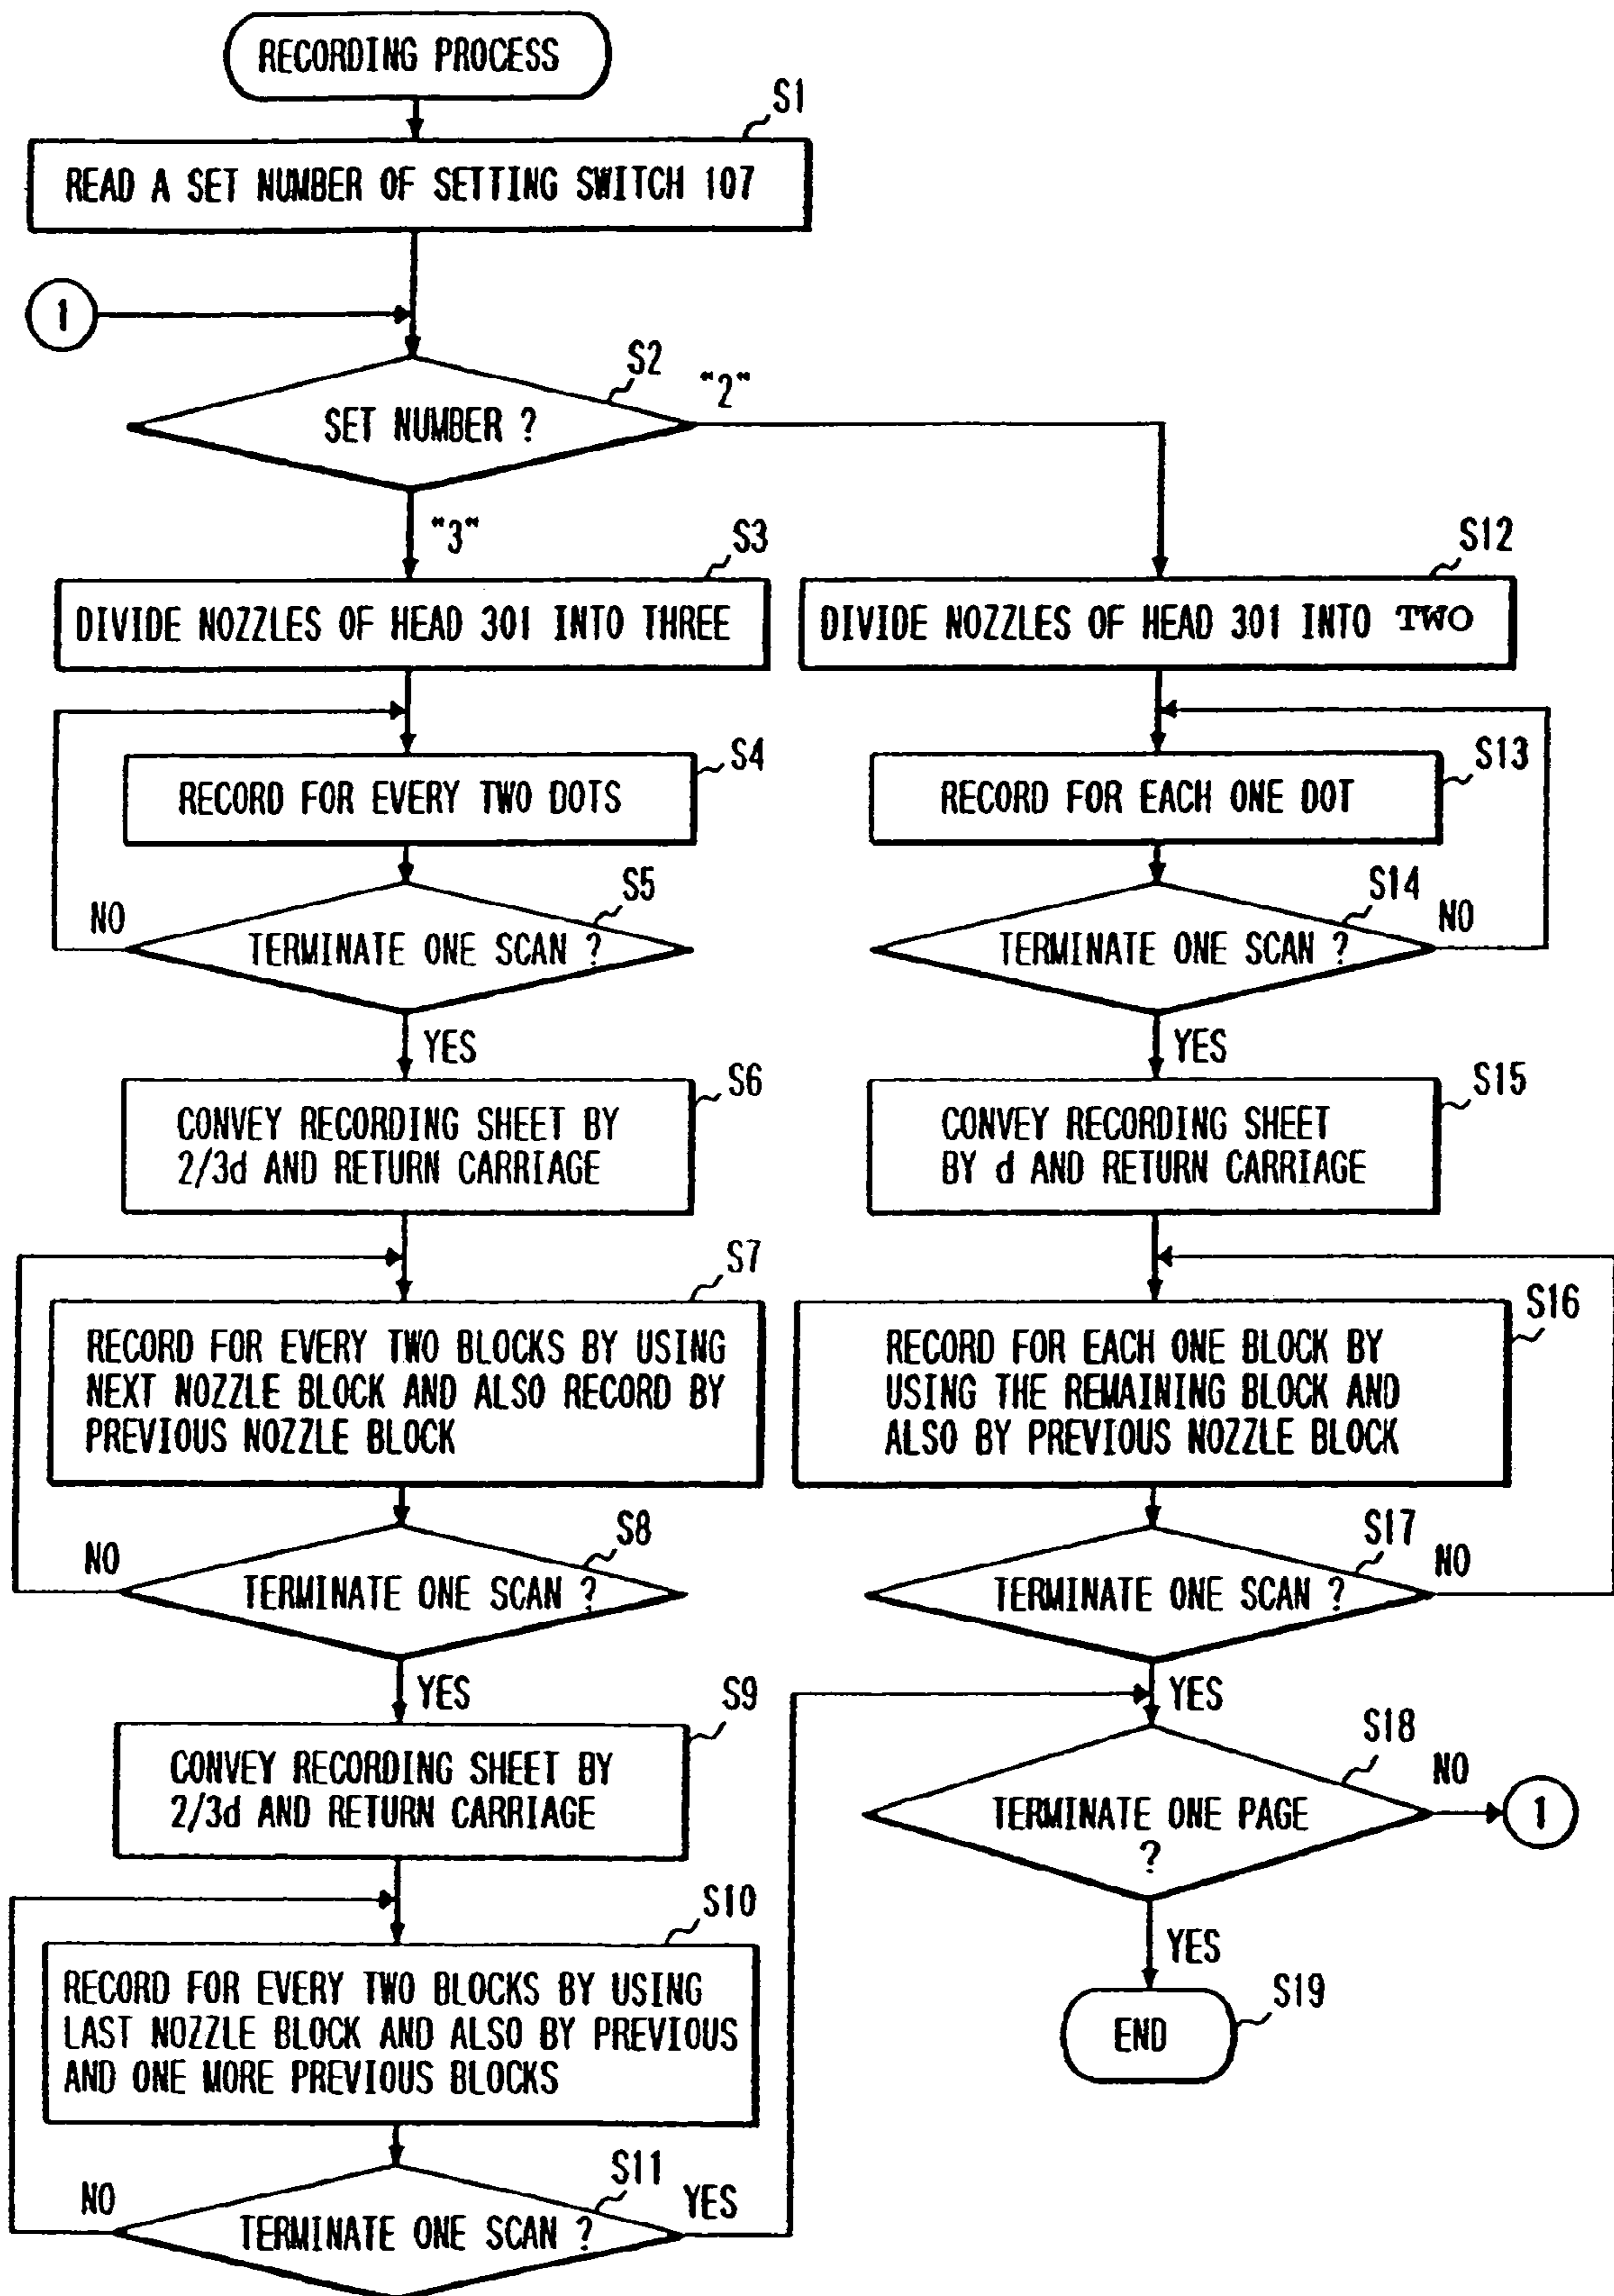 RECORDING PROCESS
S1
READ A SET NUMBER OF SETTING SWITCH 107
1
S2
"2"
SET NUMBER ?
"3"
S3
DIVIDE NOZZLES OF HEAD 301 INTO THREE
S4
RECORD FOR EVERY TWO DOTS
S5
NO
TERMINATE ONE SCAN ?
YES
S6
CONVEY RECORDING SHEET BY
2/3d AND RETURN CARRIAGE
S7
RECORD FOR EVERY TWO BLOCKS BY USING
NEXT NOZZLE BLOCK AND ALSO RECORD BY
PREVIOUS NOZZLE BLOCK
S8
NO
TERMINATE ONE SCAN ?
YES
S9
CONVEY RECORDING SHEET BY
2/3d AND RETURN CARRIAGE
S10
RECORD FOR EVERY TWO BLOCKS BY USING
LAST NOZZLE BLOCK AND ALSO BY PREVIOUS
AND ONE MORE PREVIOUS BLOCKS
S11
NO
YES
TERMINATE ONE SCAN ?
S12
DIVIDE NOZZLES OF HEAD 301 INTO TWO
S13
RECORD FOR EACH ONE DOT
S14
NO
TERMINATE ONE SCAN ?
YES
S15
CONVEY RECORDING SHEET
BY d AND RETURN CARRIAGE
S16
RECORD FOR EACH ONE BLOCK BY
USING THE REMAINING BLOCK AND
ALSO BY PREVIOUS NOZZLE BLOCK
S17
NO
TERMINATE ONE SCAN ?
YES
S18
NO
TERMINATE ONE PAGE
?
1
YES
S19
END